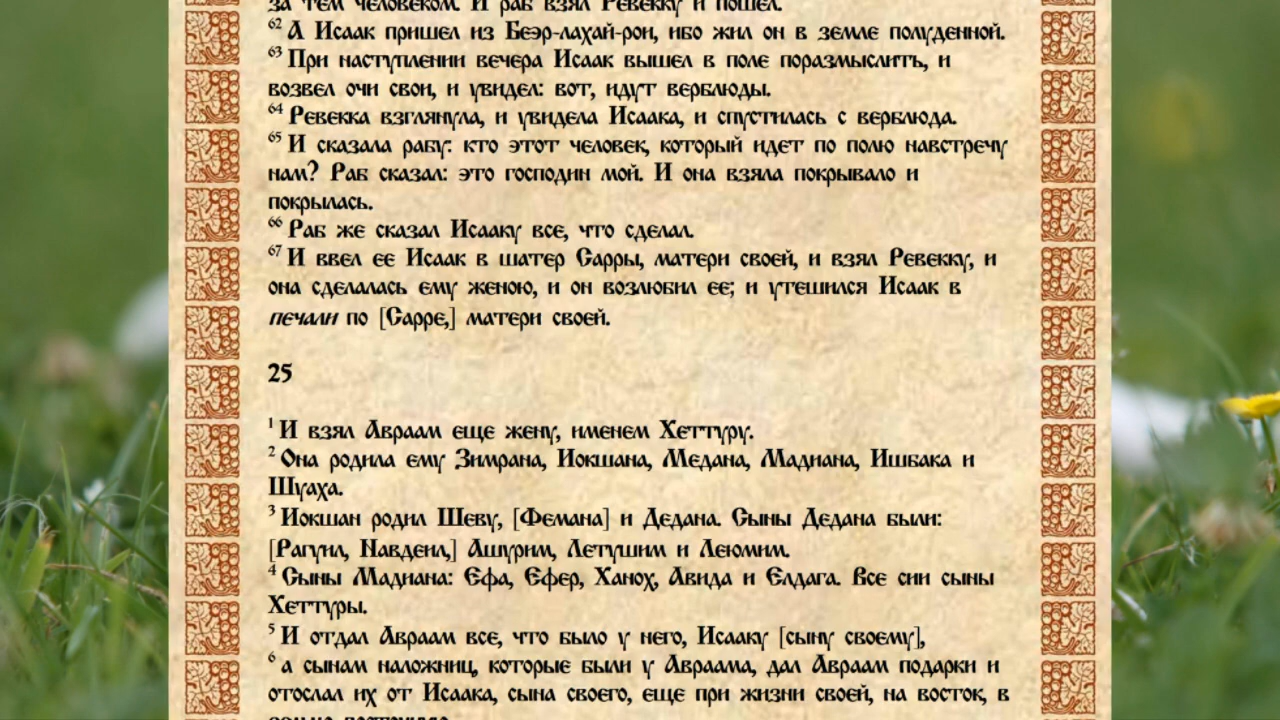 за тем человеком. И раб взял Ревекку и пошел.
62 А Исаак пришел из Беэр-лахай-рои, ибо жил он в земле полуденной.
63 При наступлении вечера Исаак вышел в поле поразмыслить, и
возвел очи свои, и увидел: вот, идут верблюды.
64 Ревекка взглянула, и увидела Исаака, и спустилась с верблюда.
65 И сказала рабу: кто этот человек, который идет по полю навстречу
нам? Раб сказал: это господин мой. И она взяла покрывало и
покрылась.
66 Раб же сказал Исааку все, что сделал.
67 И ввел ее Исаак в шатер Сарры, матери своей, и взял Ревекку, и
она сделалась ему женою, и он возлюбил ее; и утешился Исаак в
печали по [Сарре,] матери своей.
25
1 И взял Авраам еще жену, именем Хеттуру.
2 Она родила ему Зимрана, Иокшана, Медана, Мадиана, Ишбака и
Шуаха.
3 Иокшан родил Шеву, [Фемана] и Дедана. Сыны Дедана были:
[Рагуил, Навдеил,] Ашурим, Летушим и Леюмим.
4 Сыны Мадиана: Ефа, Ефер, Ханох, Авида и Елдага. Все сии сыны
Хеттуры.
5 И отдал Авраам все, что было у него, Исааку [сыну своему],
6 а сынам наложниц, которые были у Авраама, дал Авраам подарки и
отослал их от Исаака, сына своего, еще при жизни своей, на восток, в